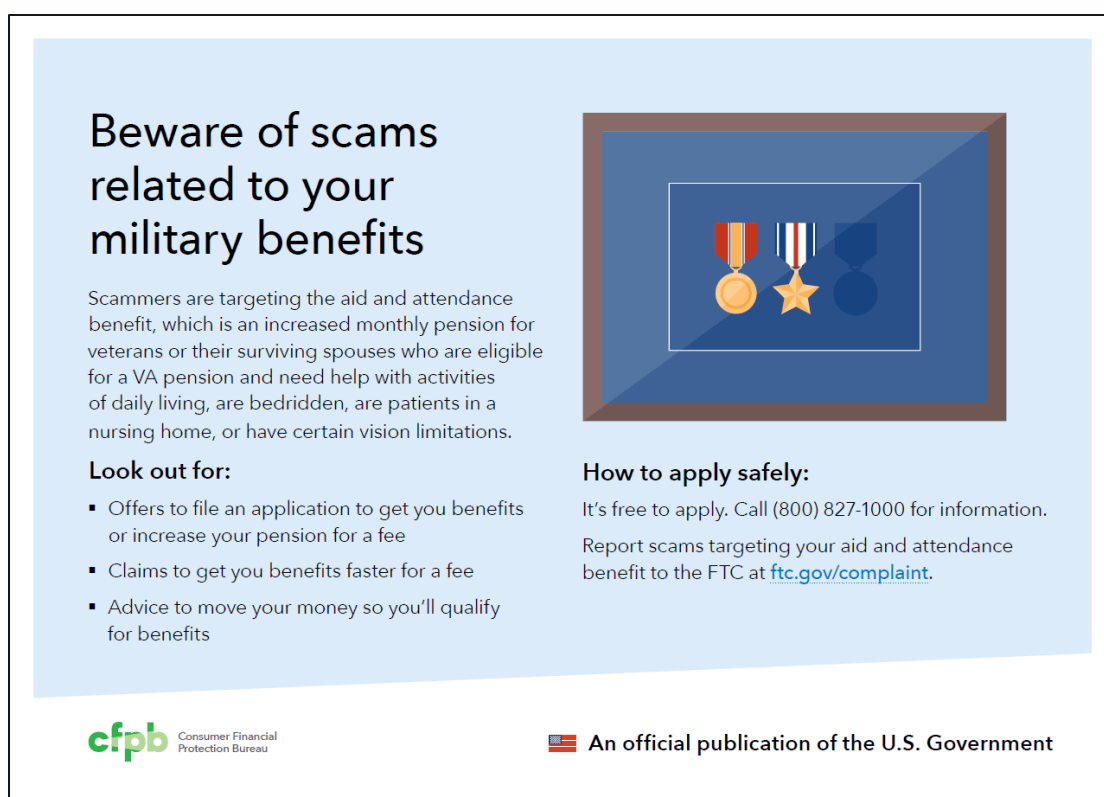 Beware of scams
related to your
military benefits
Scammers are targeting the aid and attendance
benefit, which is an increased monthly pension for
veterans or their surviving spouses who are eligible
for a VA pension and need help with activities
of daily living, are bedridden, are patients in a
nursing home, or have certain vision limitations.
Look out for:
▪ Offers to file an application to get you benefits
or increase your pension for a fee
▪ Claims to get you benefits faster for a fee
▪ Advice to move your money so you’ll qualify
for benefits
How to apply safely:
It’s free to apply. Call (800) 827-1000 for information.
Report scams targeting your aid and attendance
benefit to the FTC at ftc.gov/complaint.
cfpb
Consumer Financial
Protection Bureau
An official publication of the U.S. Government